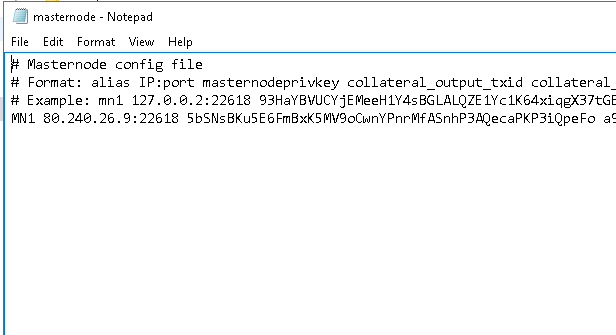 masternode - Notepad
File Edit Format View Help
# Masternode config file
# Format: alias IP:port masternodeprivkey collateral_output_txid collateral_
# Example: mn1 127.0.0.2:22618 93HaYBVUCYjEMeeH1Y4sBGLALQZE1Yc1K64xiqgX37tGB
MN1 80.240.26.9:22618 5bSNsBKu5E6FmBxK5MV9oCwnYPnrMfASnhP3AQecaPKP3iQpeFo a9